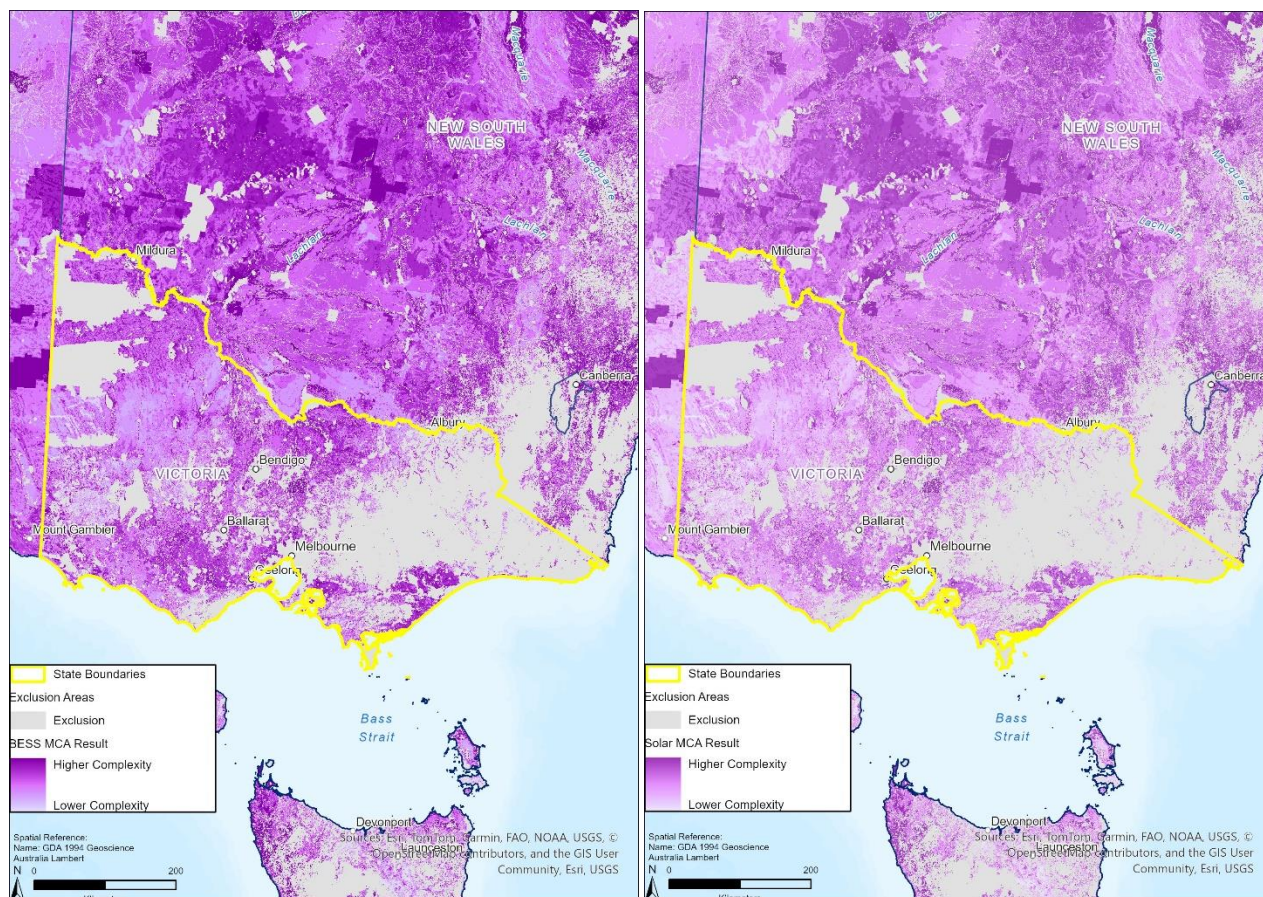 Macquarie
NEW SOUTH
WALES
Macquarie
Lachlan
Mildura
Lachlan
Canberra
Albury
Bendigo
VICTORIA
Ballarat
Mount Gambier
Melbourne
Geelong
State Boundaries
Exclusion Areas
Exclusion
BESS MCA Result
Higher Complexity
Lower Complexity
Bass
Strait
Spatial Reference:
Name: GDA 1994 Geoscience
Australia Lambert
N
0
200
Devonport
Launceston
Sources: Esri, TomTom, Garmin, FAO, NOAA, USGS, ©
OpenStreetMap contributors, and the GIS User
Community, Esri, USGS
Macquarie
NEW SOUTH
WALES
Macquarie
Lachlan
Mildura
Lachlan
Canberra
Albury
Bendigo
VICTORIA
Ballarat
Mount Gambier
Melbourne
Geelong
State Boundaries
Exclusion Areas
Exclusion
Solar MCA Result
Higher Complexity
Lower Complexity
Bass
Strait
Spatial Reference:
Name: GDA 1994 Geoscience
Australia Lambert
N
0
200
Devonport
Launceston
Sources: Esri, TomTom, Garmin, FAO, NOAA, USGS, ©
OpenStreetMap contributors, and the GIS User
Community, Esri, USGS